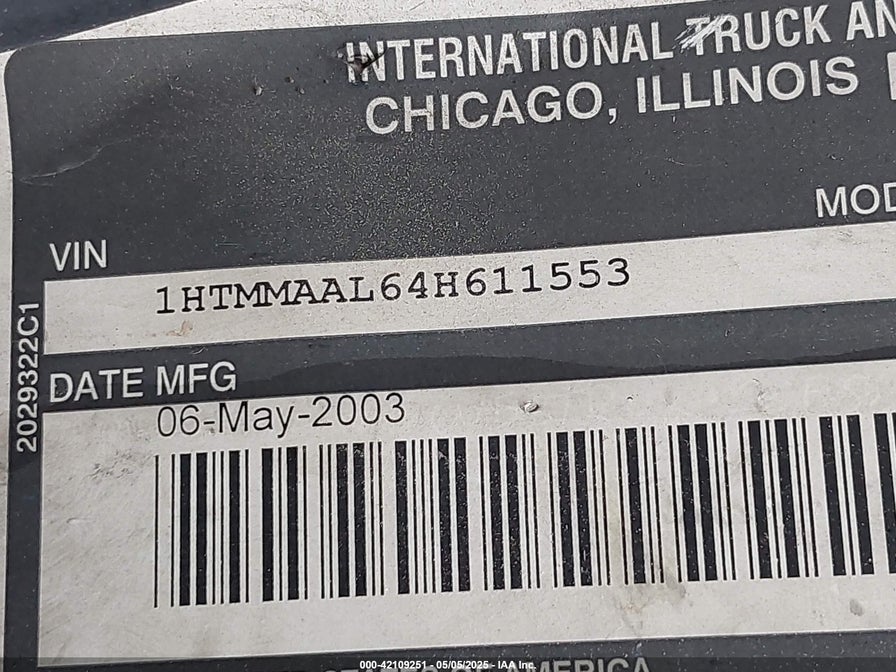 INTERNATIONAL TRUCK AN
CHICAGO, ILLINOIS
MOD
VIN
1HTMMAAL64H611553
2029322C1
DATE MFG
06-May-2003
AMERICA
000-42109251 - 05/05/2025 - IAA Inc.